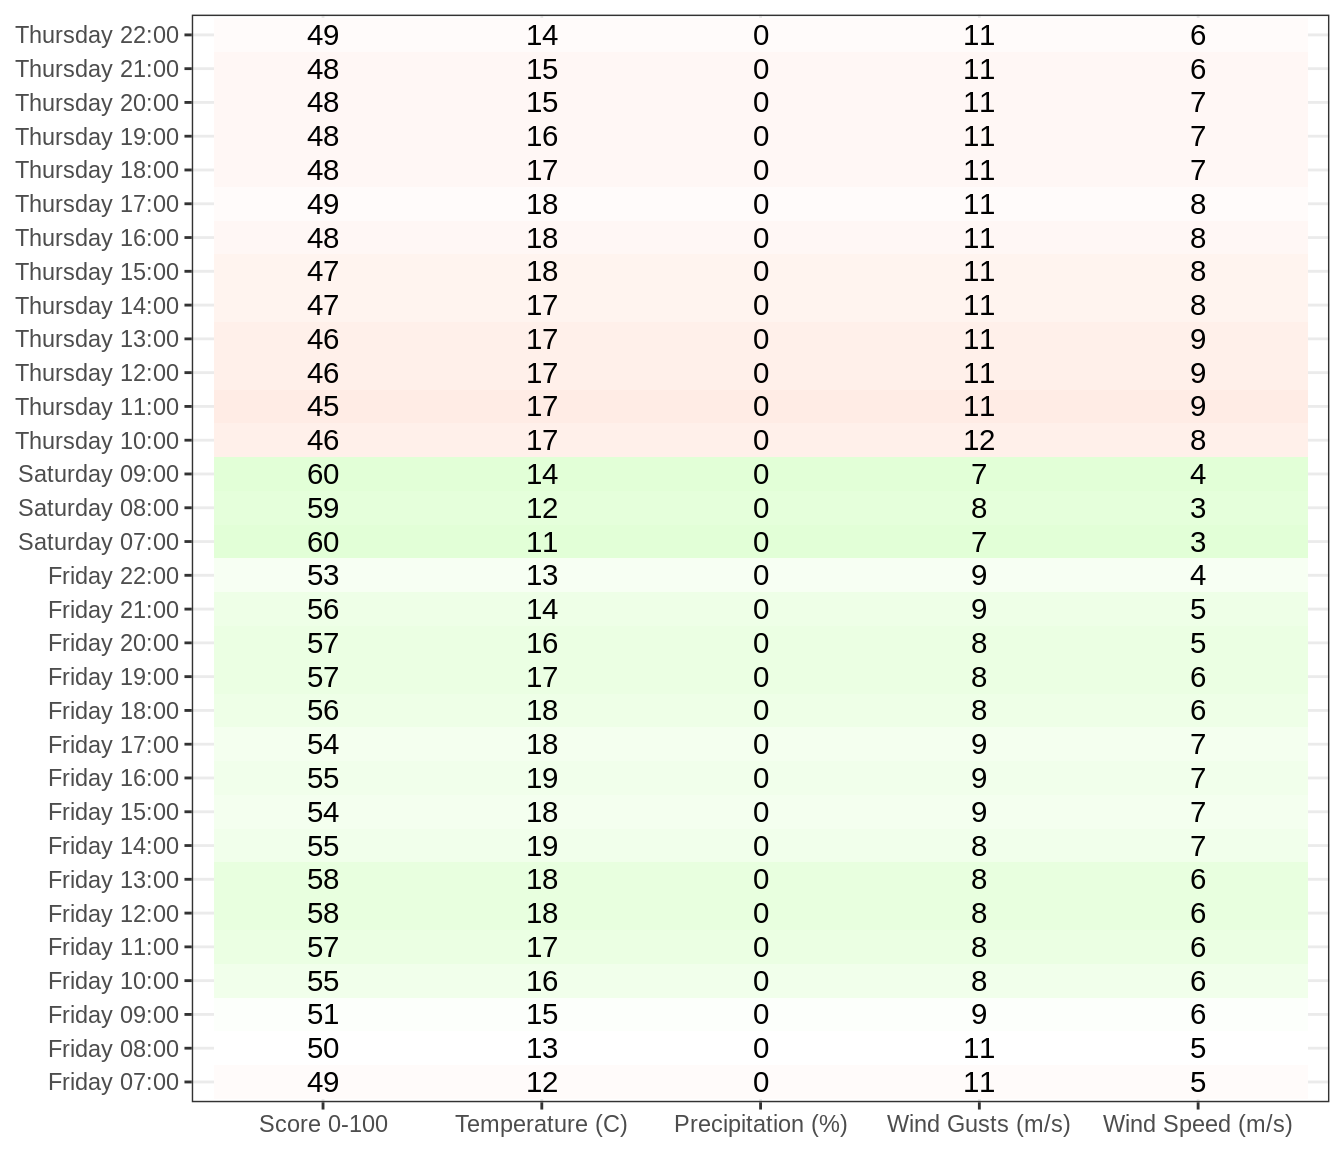 Thursday 22:00 49 14 0 11 6
Thursday 21:00 48 15 0 11 6
Thursday 20:00 48 15 0 11 7
Thursday 19:00 48 16 0 11 7
Thursday 18:00 48 17 0 11 7
Thursday 17:00 49 18 0 11 8
Thursday 16:00 48 18 0 11 8
Thursday 15:00 47 18 0 11 8
Thursday 14:00 47 17 0 11 8
Thursday 13:00 46 17 0 11 9
Thursday 12:00 46 17 0 11 9
Thursday 11:00 45 17 0 11 9
Thursday 10:00 46 17 0 12 8
Saturday 09:00 60 14 0 7 4
Saturday 08:00 59 12 0 8 3
Saturday 07:00 60 11 0 7 3
Friday 22:00 53 13 0 9 4
Friday 21:00 56 14 0 9 5
Friday 20:00 57 16 0 8 5
Friday 19:00 57 17 0 8 6
Friday 18:00 56 18 0 8 6
Friday 17:00 54 18 0 9 7
Friday 16:00 55 19 0 9 7
Friday 15:00 54 18 0 9 7
Friday 14:00 55 19 0 8 7
Friday 13:00 58 18 0 8 6
Friday 12:00 58 18 0 8 6
Friday 11:00 57 17 0 8 6
Friday 10:00 55 16 0 8 6
Friday 09:00 51 15 0 9 6
Friday 08:00 50 13 0 11 5
Friday 07:00 49 12 0 11 5
Score 0-100 Temperature (C) Precipitation (%) Wind Gusts (m/s) Wind Speed (m/s)